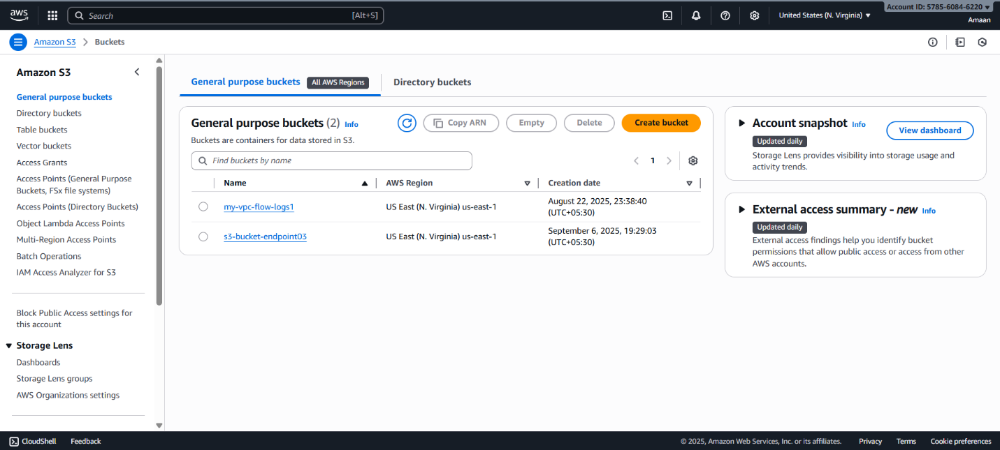 aws
Search [Alt+S]
United States (N. Virginia)
Account ID: 5785-6084-6220
Amaan
Amazon S3 > Buckets
Amazon S3
General purpose buckets
Directory buckets
Table buckets
Vector buckets
Access Grants
Access Points (General Purpose
Buckets, FSx file systems)
Access Points (Directory Buckets)
Object Lambda Access Points
Multi-Region Access Points
Batch Operations
IAM Access Analyzer for S3
Block Public Access settings for
this account
Storage Lens
Dashboards
Storage Lens groups
AWS Organizations settings
General purpose buckets All AWS Regions
Directory buckets
General purpose buckets (2) Info
Copy ARN
Empty
Delete
Create bucket
Buckets are containers for data stored in S3.
Find buckets by name
1
Name AWS Region Creation date
my-vpc-flow-logs1 US East (N. Virginia) us-east-1 August 22, 2025, 23:38:40
(UTC+05:30)
s3-bucket-endpoint03 US East (N. Virginia) us-east-1 September 6, 2025, 19:29:03
(UTC+05:30)
Account snapshot Info
View dashboard
Updated daily
Storage Lens provides visibility into storage usage and
activity trends.
External access summary - new Info
Updated daily
External access findings help you identify bucket
permissions that allow public access or access from other
AWS accounts.
CloudShell Feedback
© 2025, Amazon Web Services, Inc. or its affiliates. Privacy Terms Cookie preferences